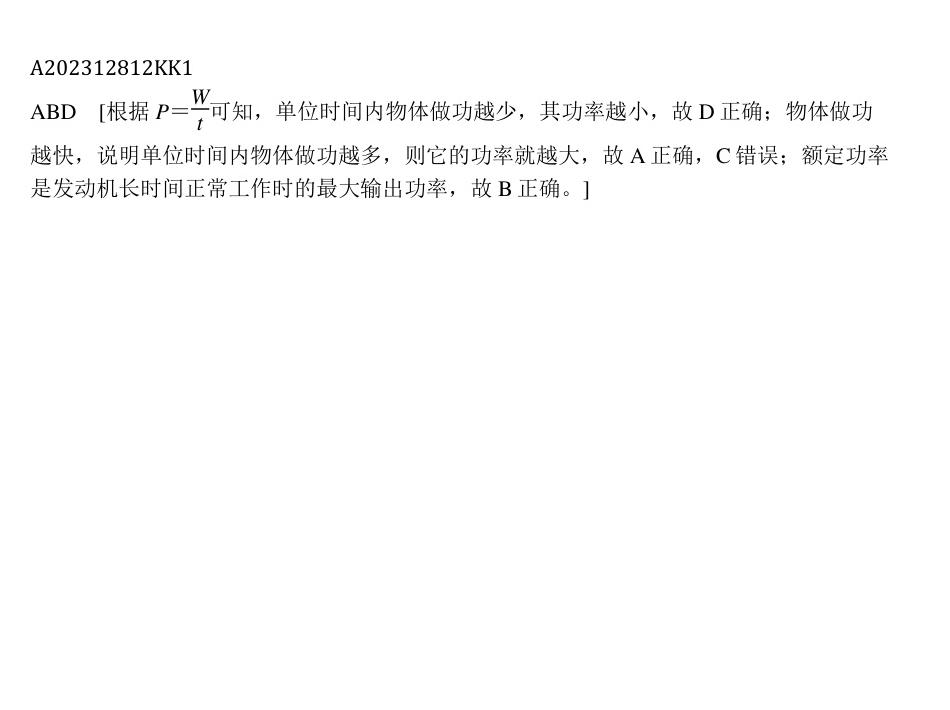 A202312812KK1
ABD [根据 P=W/t可知，单位时间内物体做功越少，其功率越小，故 D 正确；物体做功
越快，说明单位时间内物体做功越多，则它的功率就越大，故 A 正确，C 错误；额定功率
是发动机长时间正常工作时的最大输出功率，故 B 正确。]